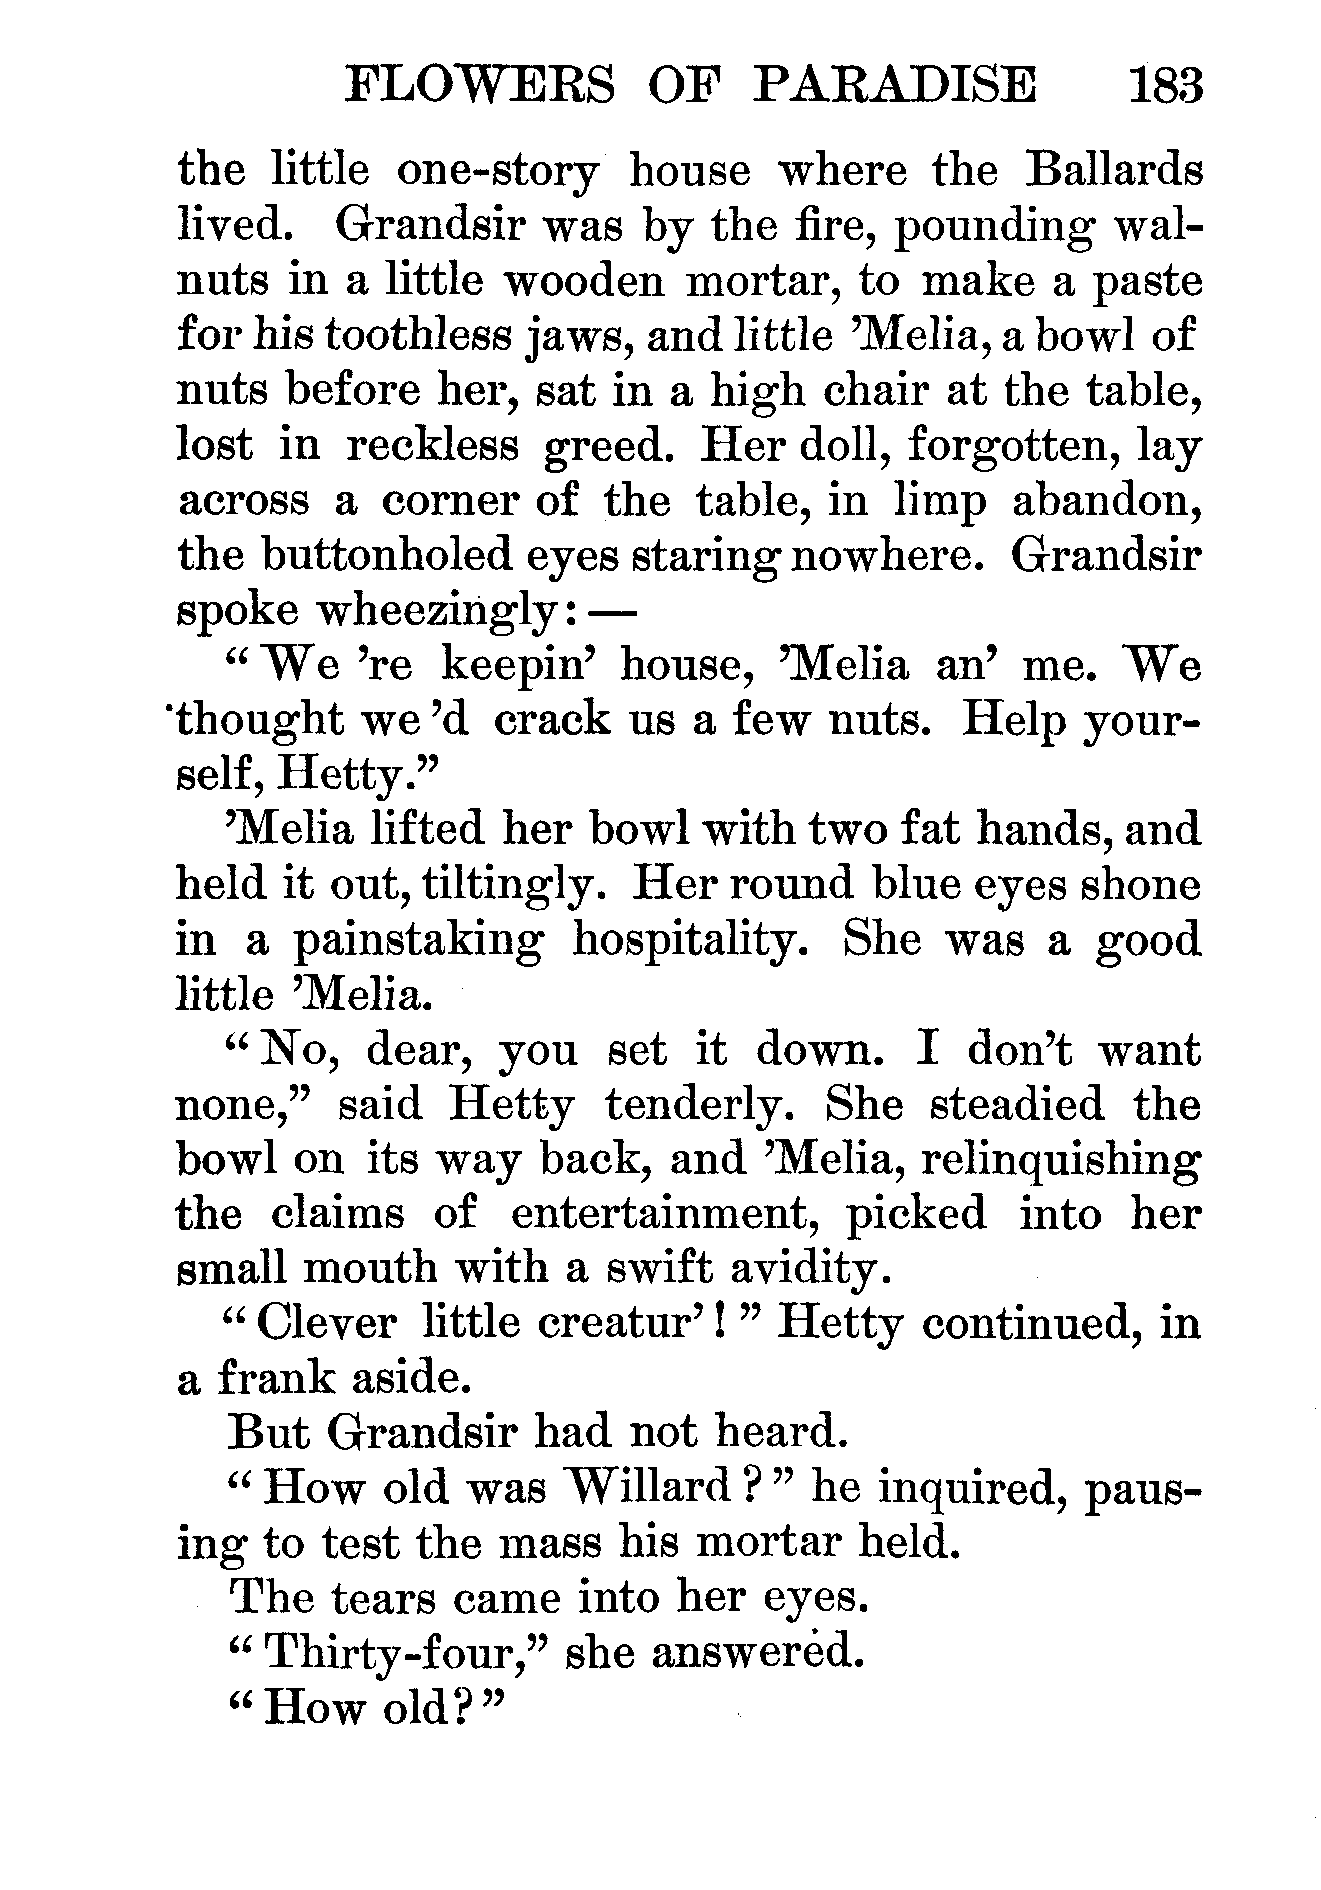 FLOWERS OF PARADISE 183
the little one-story house where the Ballards
lived. Grandsir was by the fire, pounding wal-
nuts in a little wooden mortar, to make a paste
for his toothless jaws, and little ’Melia, a bowl of
nuts before her, sat in a high chair at the table,
lost in reckless greed. Her doll, forgotten, lay
across a corner of the table, in limp abandon,
the buttonholed eyes staring nowhere. Grandsir
spoke wheezingly: —
“ We ’re keepin’ house, ’Melia an’ me. We
thought we ’d crack us a few nuts. Help your-
self, Hetty.”
’Melia lifted her bowl with two fat hands, and
held it out, tiltingly. Her round blue eyes shone
in a painstaking hospitality. She was a good
little ’Melia.
“ No, dear, you set it down. I don’t want
none,” said Hetty tenderly. She steadied the
bowl on its way back, and ’Melia, relinquishing
the claims of entertainment, picked into her
small mouth with a swift avidity.
“ Clever little creatur’ ! ” Hetty continued, in
a frank aside.
But Grandsir had not heard.
“ How old was Willard ? ” he inquired, paus-
ing to test the mass his mortar held.
The tears came into her eyes.
“ Thirty-four,” she answered.
“ How old? ”